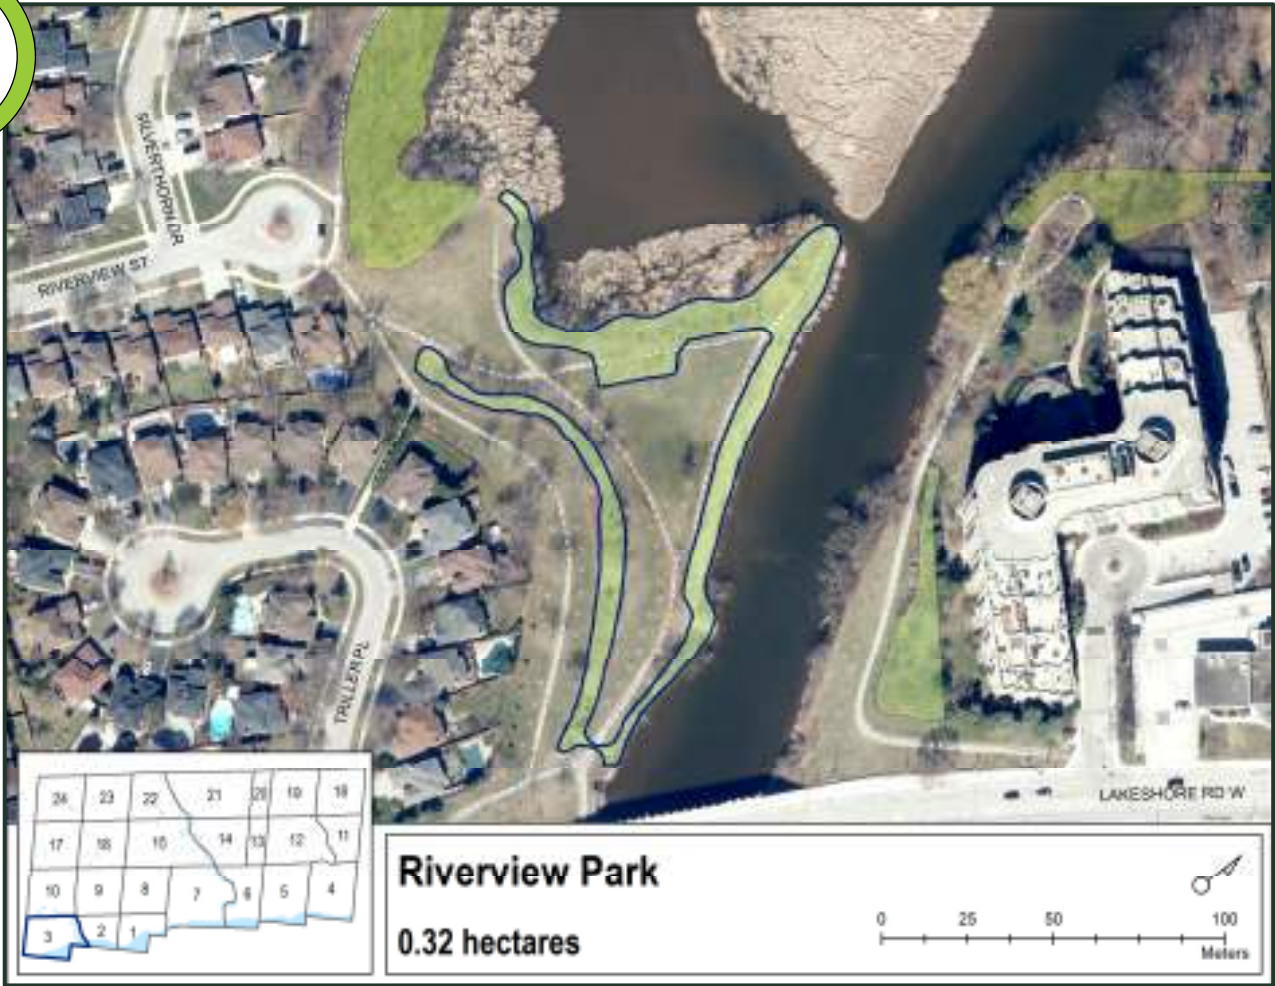 SILVERTHORN DR
RIVERVIEW ST
TRILLER PL
LAKESHORE RD W
24 23 22 21 20 19 18
17 16 15 14 13 12 11
10 9 8 7 6 5 4
3 2 1
Riverview Park
0.32 hectares
0 25 50 100
Meters